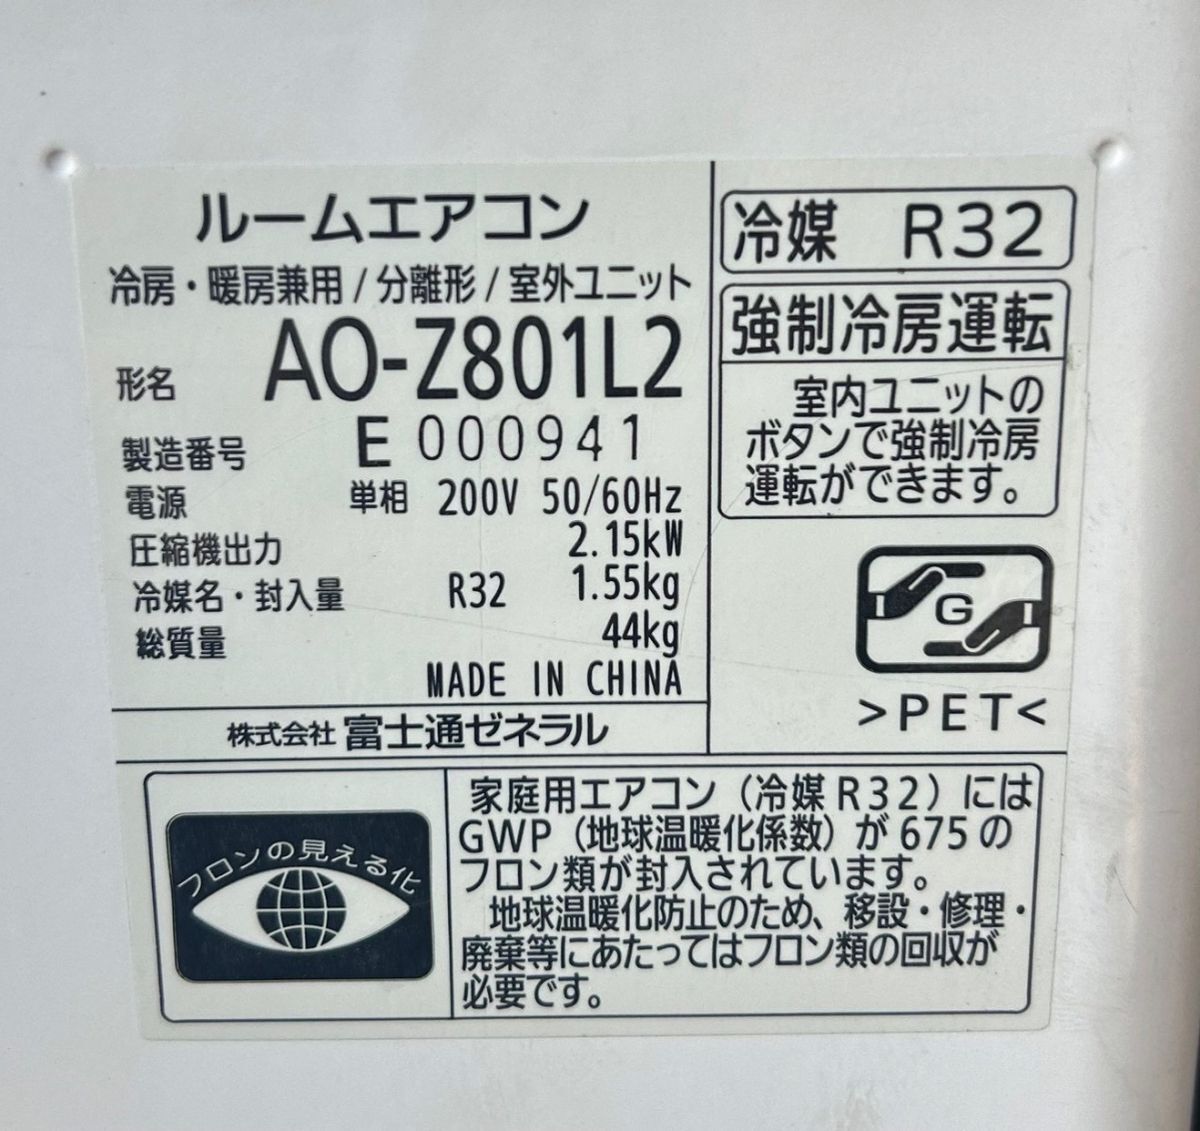 ルームエアコン
冷房・暖房兼用/分離形/室外ユニット
形名 AO-Z801L2
製造番号 E 000941
電源 単相 200V 50/60Hz
圧縮機出力 2.15kW
冷媒名・封入量 R32 1.55kg
総質量 44kg
MADE IN CHINA
株式会社 富士通ゼネラル
冷媒 R32
強制冷房運転
室内ユニットの
ボタンで強制冷房
運転ができます。
G
>PET<
フロンの見える化
家庭用エアコン（冷媒R32）には
GWP（地球温暖化係数）が675の
フロン類が封入されています。
地球温暖化防止のため、移設・修理・
廃棄等にあたってはフロン類の回収が
必要です。